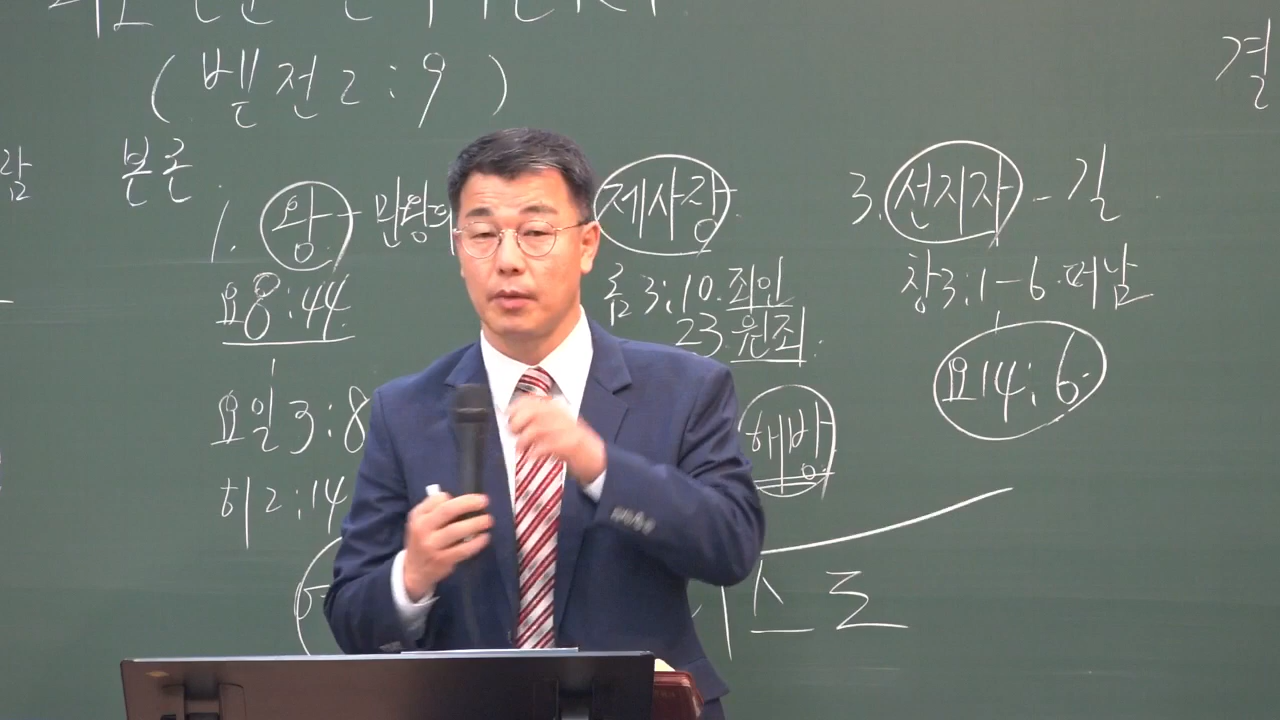 (벧전2:9)
결
람
본론.
1. 왕 - 만왕의
요8:44
요일3:8
히2:14
제사장.
롬3:10. 죄인
23. 원죄.
해방
3. 선지자 - 길.
창3:1-6. 떠남
요14:6.
스도